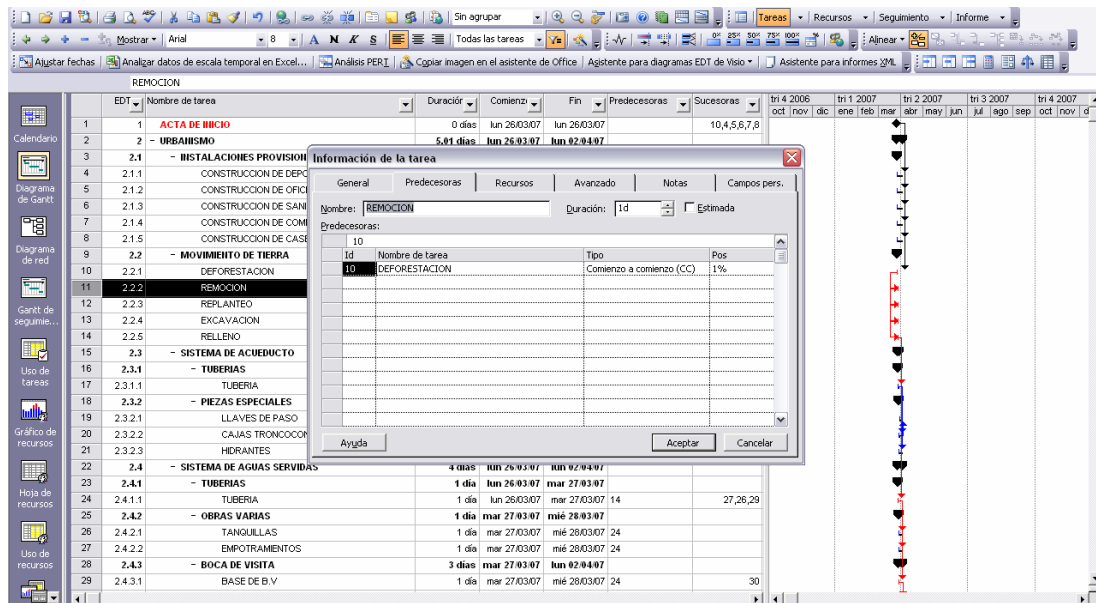 Sin agrupar Tareas Recursos Seguimiento Informe
Mostrar Arial 8 A N K S Todas las tareas 0% 25% 50% 75% 100% Alinear
Ajustar fechas Analizar datos de escala temporal en Excel... Análisis PERT Copiar imagen en el asistente de Office Asistente para diagramas EDT de Visio Asistente para informes XML
REMOCION
EDT Nombre de tarea Duración Comienzo Fin Predecesoras Sucesoras tri 4 2006 tri 1 2007 tri 2 2007 tri 3 2007 tri 4 2007
oct nov dic ene feb mar abr may jun jul ago sep oct nov d
Calendario
Diagrama de Gantt
Diagrama de red
Gantt de seguimie...
Uso de tareas
Gráfico de recursos
Hoja de recursos
Uso de recursos
1 1 ACTA DE INICIO 0 días lun 26/03/07 lun 26/03/07 10,4,5,6,7,8
2 2 − URBANISMO 5.01 días lun 26/03/07 lun 02/04/07
3 2.1 − INSTALACIONES PROVISION
4 2.1.1 CONSTRUCCION DE DEPO
5 2.1.2 CONSTRUCCION DE OFICI
6 2.1.3 CONSTRUCCION DE SANI
7 2.1.4 CONSTRUCCION DE COM
8 2.1.5 CONSTRUCCION DE CASE
9 2.2 − MOVIMIENTO DE TIERRA
10 2.2.1 DEFORESTACION
11 2.2.2 REMOCION
12 2.2.3 REPLANTEO
13 2.2.4 EXCAVACION
14 2.2.5 RELLENO
15 2.3 − SISTEMA DE ACUEDUCTO
16 2.3.1 − TUBERIAS
17 2.3.1.1 TUBERIA
18 2.3.2 − PIEZAS ESPECIALES
19 2.3.2.1 LLAVES DE PASO
20 2.3.2.2 CAJAS TRONCOCON
21 2.3.2.3 HIDRANTES
22 2.4 − SISTEMA DE AGUAS SERVIDAS 4 días lun 26/03/07 lun 02/04/07
23 2.4.1 − TUBERIAS 1 día lun 26/03/07 mar 27/03/07
24 2.4.1.1 TUBERIA 1 día lun 26/03/07 mar 27/03/07 14 27,26,29
25 2.4.2 − OBRAS VARIAS 1 día mar 27/03/07 mié 28/03/07
26 2.4.2.1 TANQUILLAS 1 día mar 27/03/07 mié 28/03/07 24
27 2.4.2.2 EMPOTRAMIENTOS 1 día mar 27/03/07 mié 28/03/07 24
28 2.4.3 − BOCA DE VISITA 3 días mar 27/03/07 lun 02/04/07
29 2.4.3.1 BASE DE B.V 1 día mar 27/03/07 mié 28/03/07 24 30
Información de la tarea
General Predecesoras Recursos Avanzado Notas Campos pers.
Nombre: REMOCION Duración: 1d Estimada
Predecesoras:
10
Id Nombre de tarea Tipo Pos
10 DEFORESTACION Comienzo a comienzo (CC) 1%
Ayuda Aceptar Cancelar